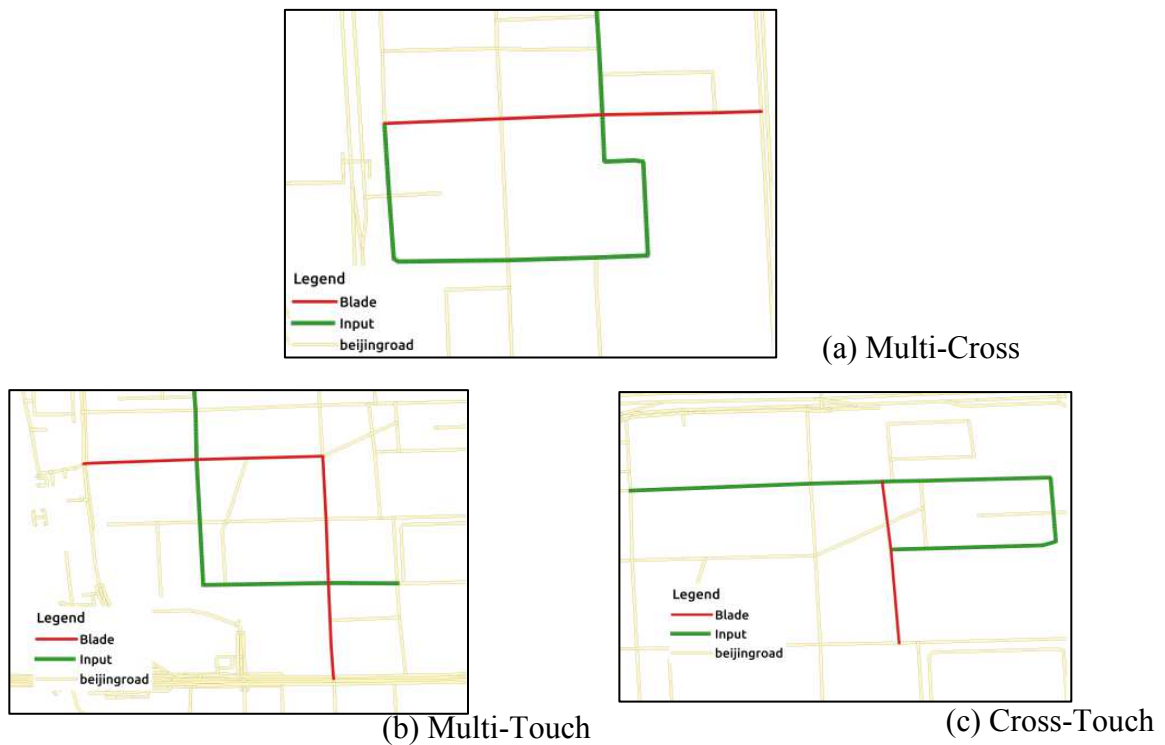 Legend
Blade
Input
beijingroad
(a) Multi-Cross
Legend
Blade
Input
beijingroad
(b) Multi-Touch
Legend
Blade
Input
beijingroad
(c) Cross-Touch